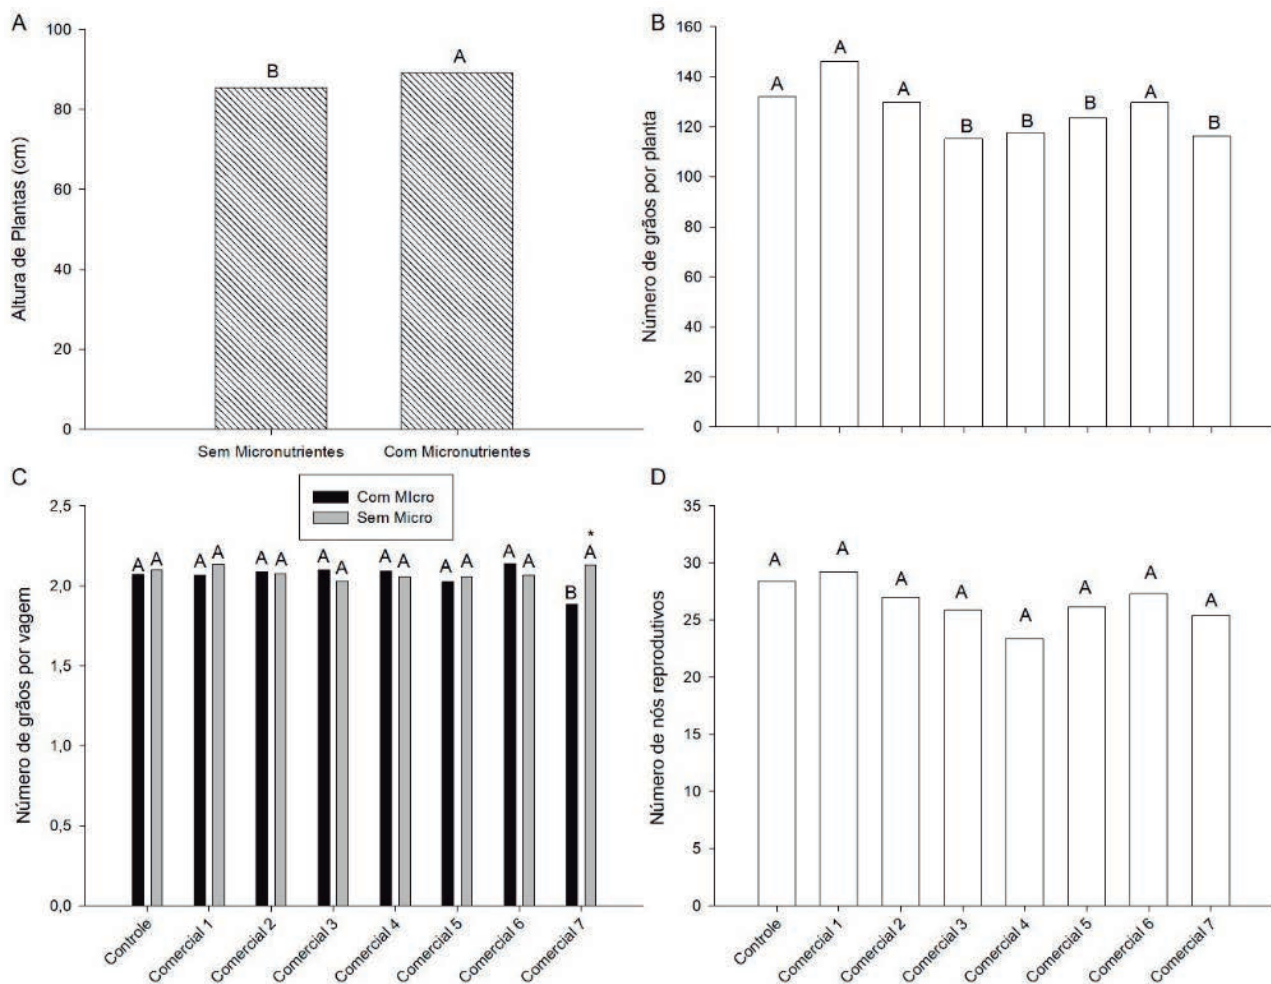 A
Altura de Plantas (cm)
100
80
60
40
20
0
B
A
Sem Micronutrientes
Com Micronutrientes
B
Número de grãos por planta
160
140
120
100
80
60
40
20
0
A
A
A
B
B
B
A
B
C
Número de grãos por vagem
Com MIcro
Sem Micro
2,5
2,0
1,5
1,0
0,5
0,0
A
A
A
A
A
A
A
A
A
A
A
A
A
A
B
A
*
Controle
Comercial 1
Comercial 2
Comercial 3
Comercial 4
Comercial 5
Comercial 6
Comercial 7
D
Número de nós reprodutivos
35
30
25
20
15
10
5
0
A
A
A
A
A
A
A
A
Controle
Comercial 1
Comercial 2
Comercial 3
Comercial 4
Comercial 5
Comercial 6
Comercial 7